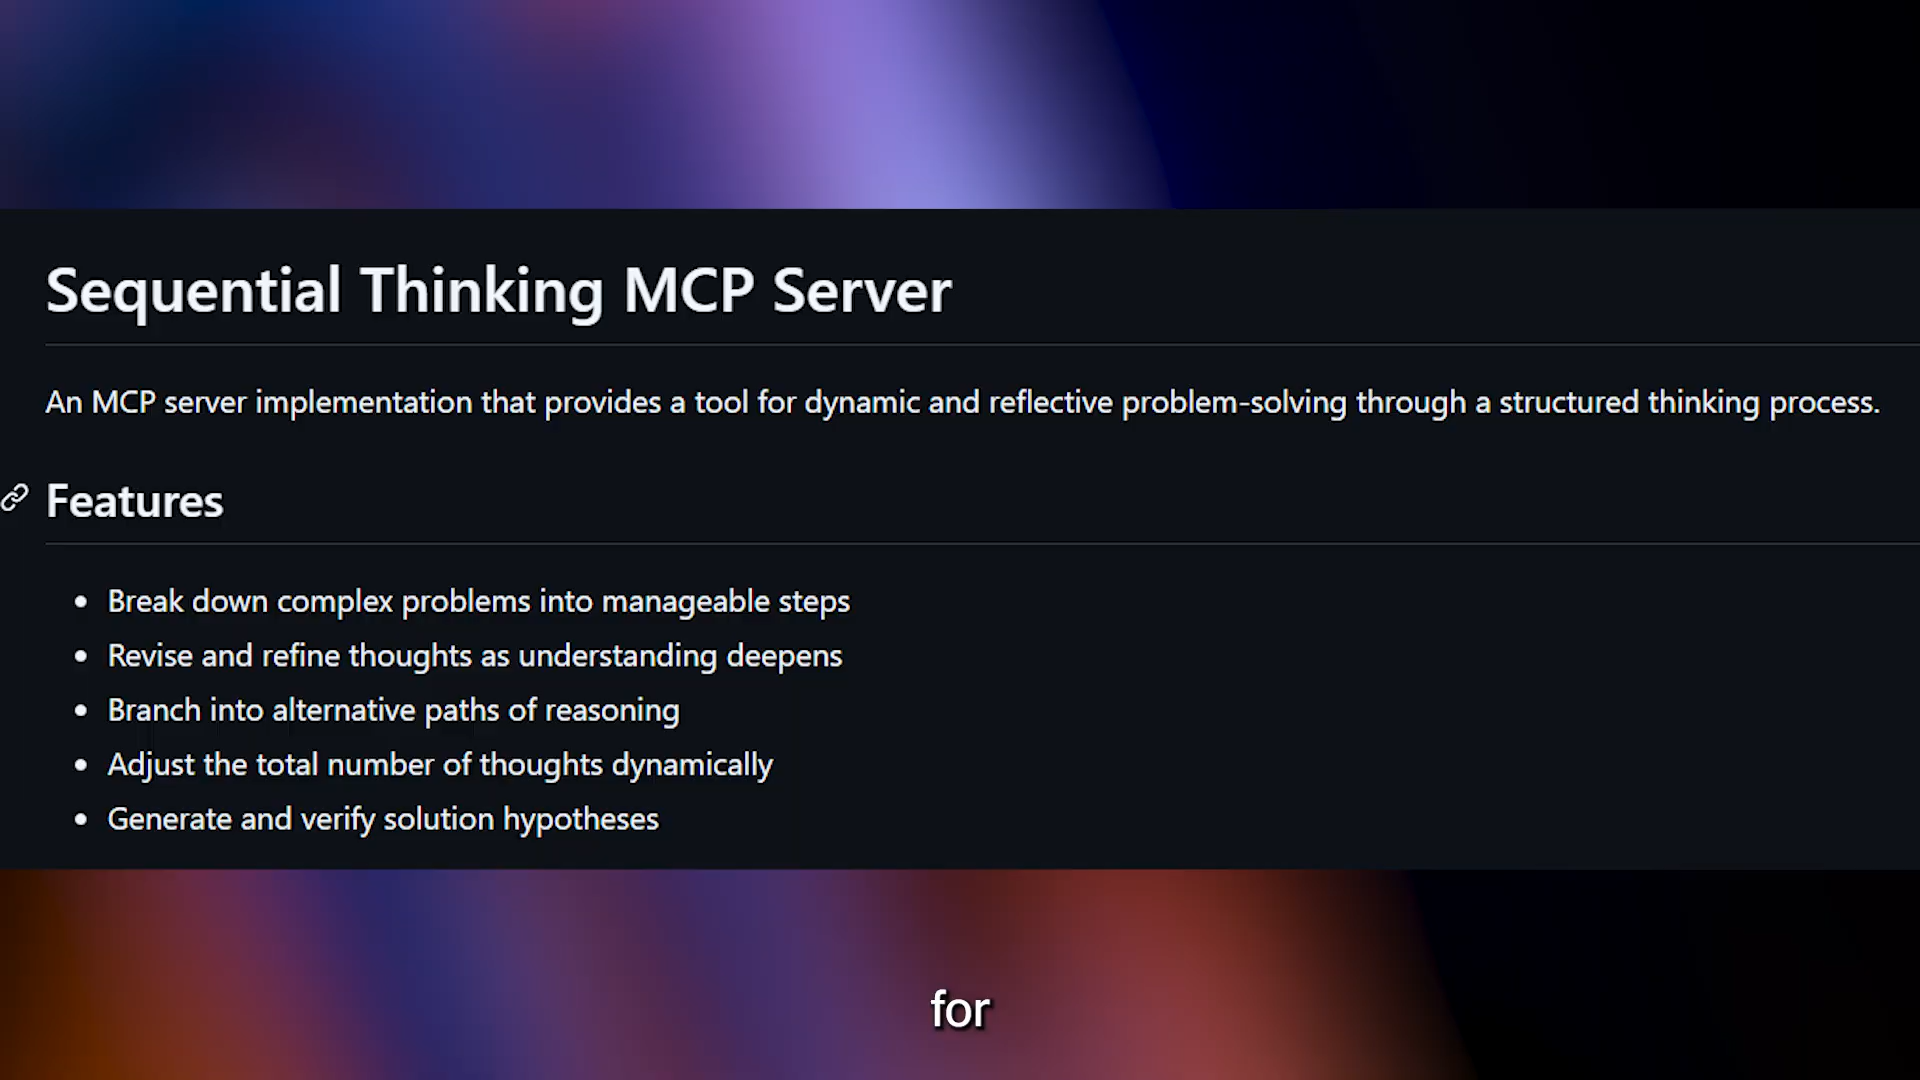 Sequential Thinking MCP Server
An MCP server implementation that provides a tool for dynamic and reflective problem-solving through a structured thinking process.
Features
• Break down complex problems into manageable steps
• Revise and refine thoughts as understanding deepens
• Branch into alternative paths of reasoning
• Adjust the total number of thoughts dynamically
• Generate and verify solution hypotheses
for